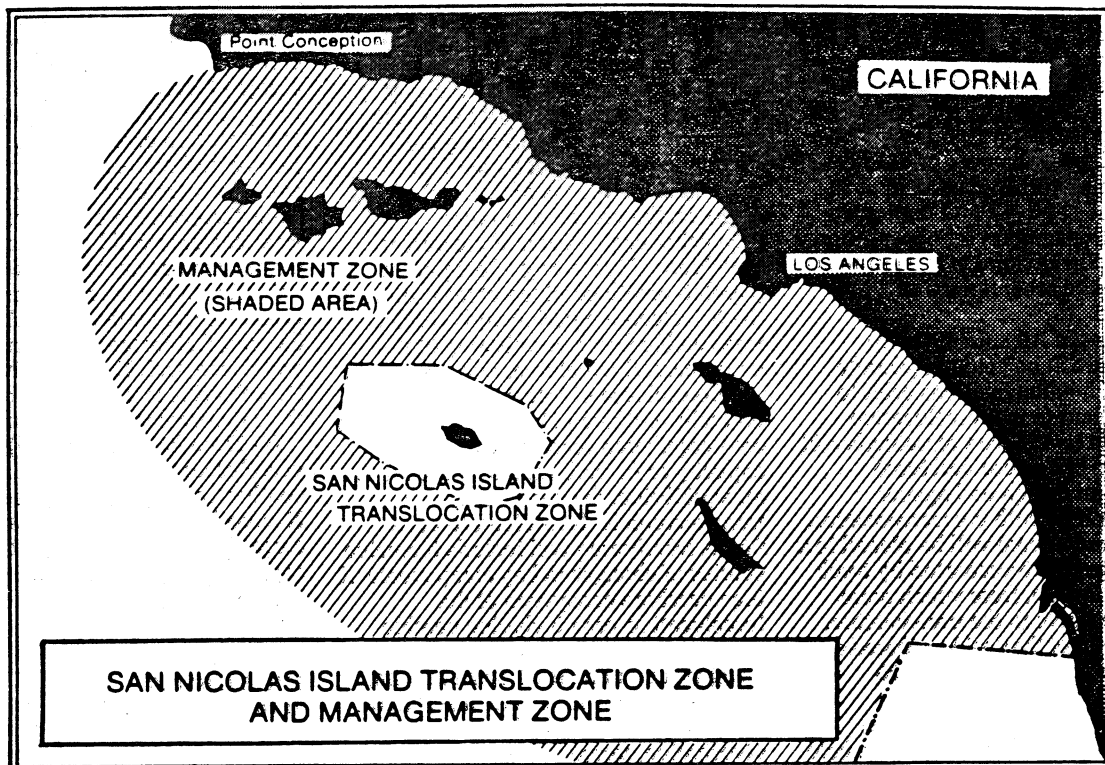 Point Conception
CALIFORNIA
LOS ANGELES
MANAGEMENT ZONE
(SHADED AREA)
SAN NICOLAS ISLAND
TRANSLOCATION ZONE
SAN NICOLAS ISLAND TRANSLOCATION ZONE
AND MANAGEMENT ZONE